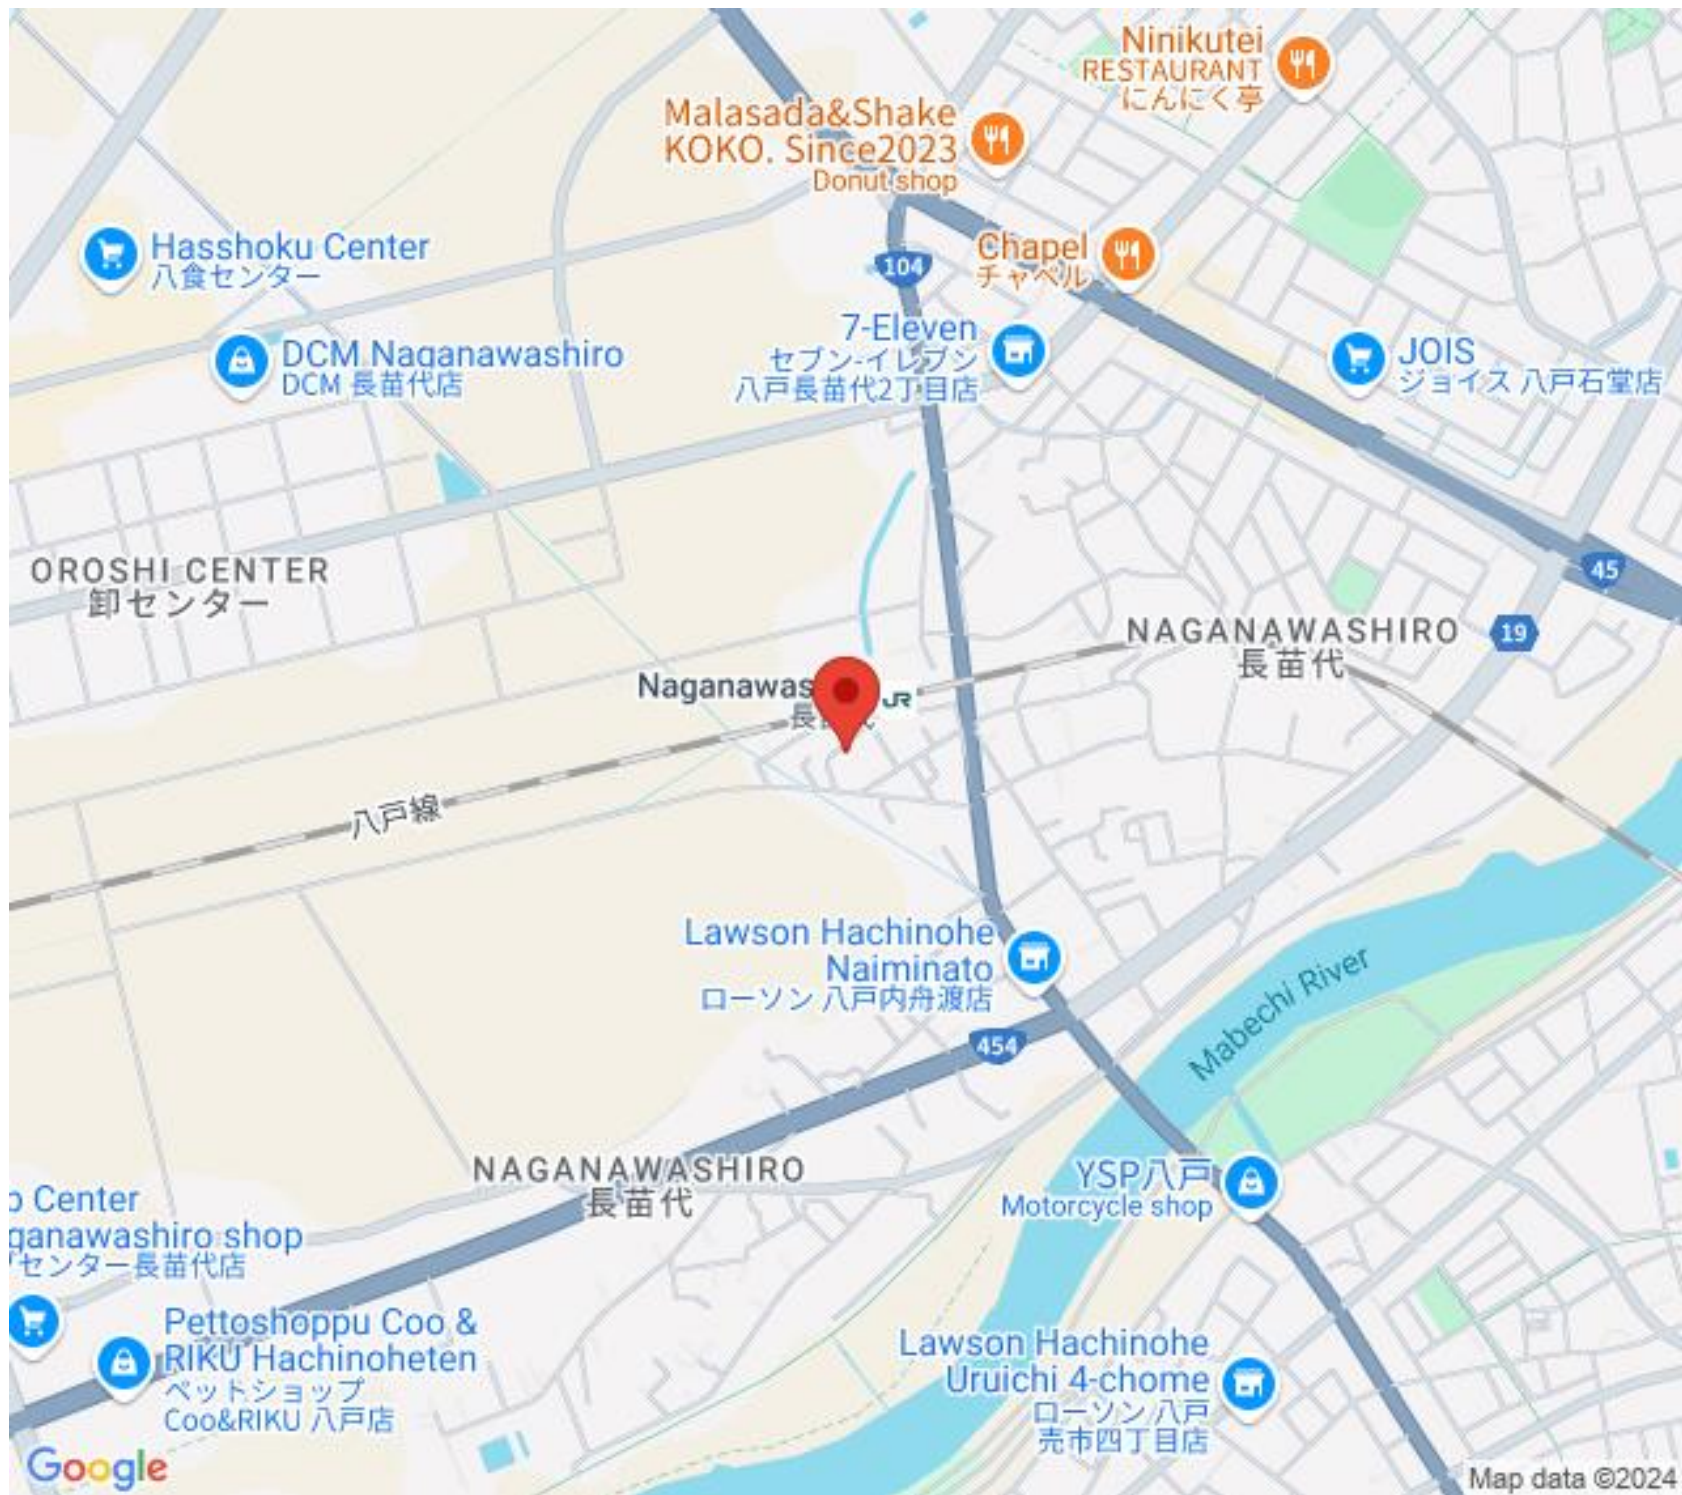 Ninikutei
RESTAURANT
にんにく亭
Malasada&Shake
KOKO. Since2023
Donut shop
Hasshoku Center
八食センター
104
Chapel
チャペル
DCM Naganawashiro
DCM 長苗代店
7-Eleven
セブン-イレブン
八戸長苗代2丁目店
JOIS
ジョイス 八戸石堂店
OROSHI CENTER
卸センター
45
19
NAGANAWASHIRO
長苗代
Naganawas
JR
長
八戸線
Lawson Hachinohe
Naiminato
ローソン 八戸内舟渡店
454
Mabechi River
NAGANAWASHIRO
長苗代
YSP八戸
Motorcycle shop
Center
ganawashiro shop
センター長苗代店
Pettoshoppu Coo &
RIKU Hachinoheten
ペットショップ
Coo&RIKU 八戸店
Lawson Hachinohe
Uruichi 4-chome
ローソン 八戸
売市四丁目店
Google
Map data ©2024